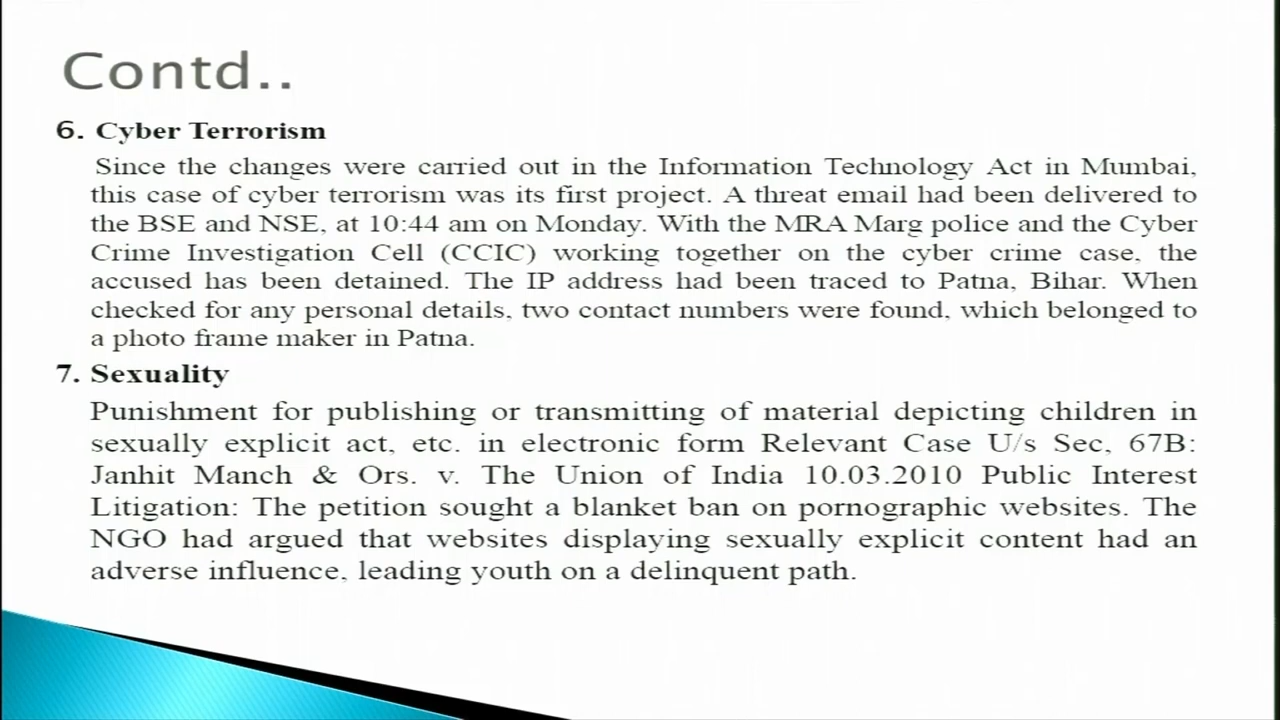 Contd..
6. Cyber Terrorism
Since the changes were carried out in the Information Technology Act in Mumbai,
this case of cyber terrorism was its first project. A threat email had been delivered to
the BSE and NSE, at 10:44 am on Monday. With the MRA Marg police and the Cyber
Crime Investigation Cell (CCIC) working together on the cyber crime case, the
accused has been detained. The IP address had been traced to Patna, Bihar. When
checked for any personal details, two contact numbers were found, which belonged to
a photo frame maker in Patna.
7. Sexuality
Punishment for publishing or transmitting of material depicting children in
sexually explicit act, etc. in electronic form Relevant Case U/s Sec, 67B:
Janhit Manch & Ors. v. The Union of India 10.03.2010 Public Interest
Litigation: The petition sought a blanket ban on pornographic websites. The
NGO had argued that websites displaying sexually explicit content had an
adverse influence, leading youth on a delinquent path.